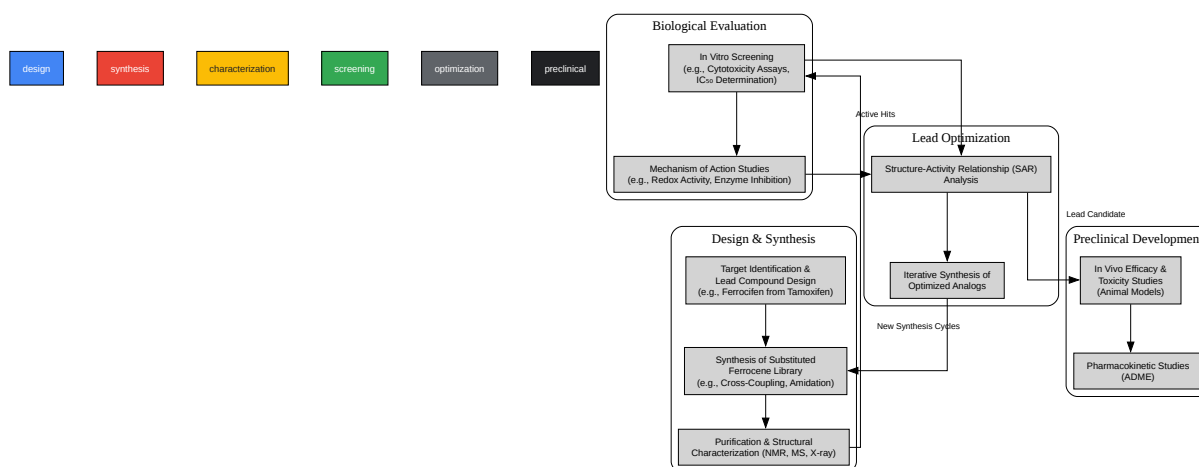 design
synthesis
characterization
screening
optimization
preclinical
Biological Evaluation
In Vitro Screening
(e.g., Cytotoxicity Assays,
IC₅₀ Determination)
Mechanism of Action Studies
(e.g., Redox Activity, Enzyme Inhibition)
Active Hits
Lead Optimization
Structure-Activity Relationship (SAR)
Analysis
Iterative Synthesis of
Optimized Analogs
Lead Candidate
New Synthesis Cycles
Design & Synthesis
Target Identification &
Lead Compound Design
(e.g., Ferrocifen from Tamoxifen)
Synthesis of Substituted
Ferrocene Library
(e.g., Cross-Coupling, Amidation)
Purification & Structural
Characterization (NMR, MS, X-ray)
Preclinical Development
In Vivo Efficacy &
Toxicity Studies
(Animal Models)
Pharmacokinetic Studies
(ADME)